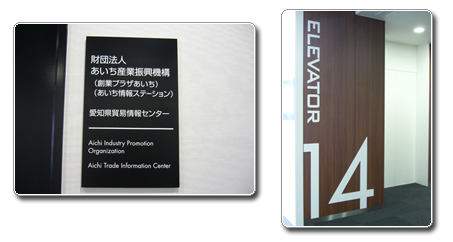 財団法人
あいち産業振興機構
（創業プラザあいち）
（あいち情報ステーション）
愛知県貿易情報センター
Aichi Industry Promotion
Organization
Aichi Trade Information Center
ELEVATOR
14